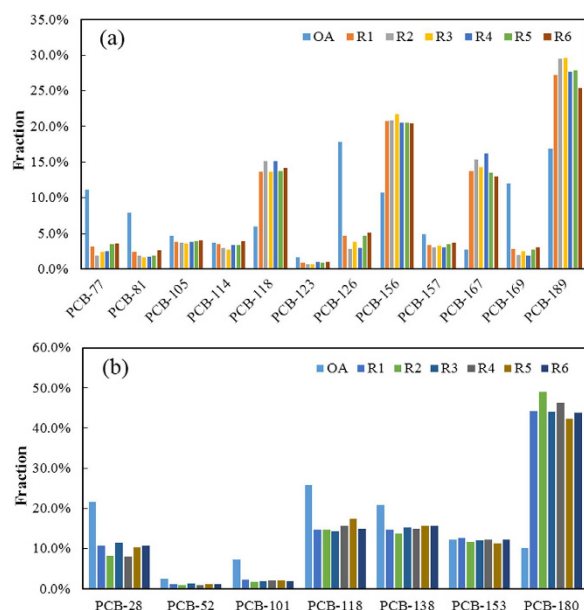 (a)
OA R1 R2 R3 R4 R5 R6
Fraction
35.0%
30.0%
25.0%
20.0%
15.0%
10.0%
5.0%
0.0%
PCB-77 PCB-81 PCB-105 PCB-114 PCB-118 PCB-123 PCB-126 PCB-156 PCB-157 PCB-167 PCB-169 PCB-189
(b)
OA R1 R2 R3 R4 R5 R6
Fraction
60.0%
50.0%
40.0%
30.0%
20.0%
10.0%
0.0%
PCB-28 PCB-52 PCB-101 PCB-118 PCB-138 PCB-153 PCB-180